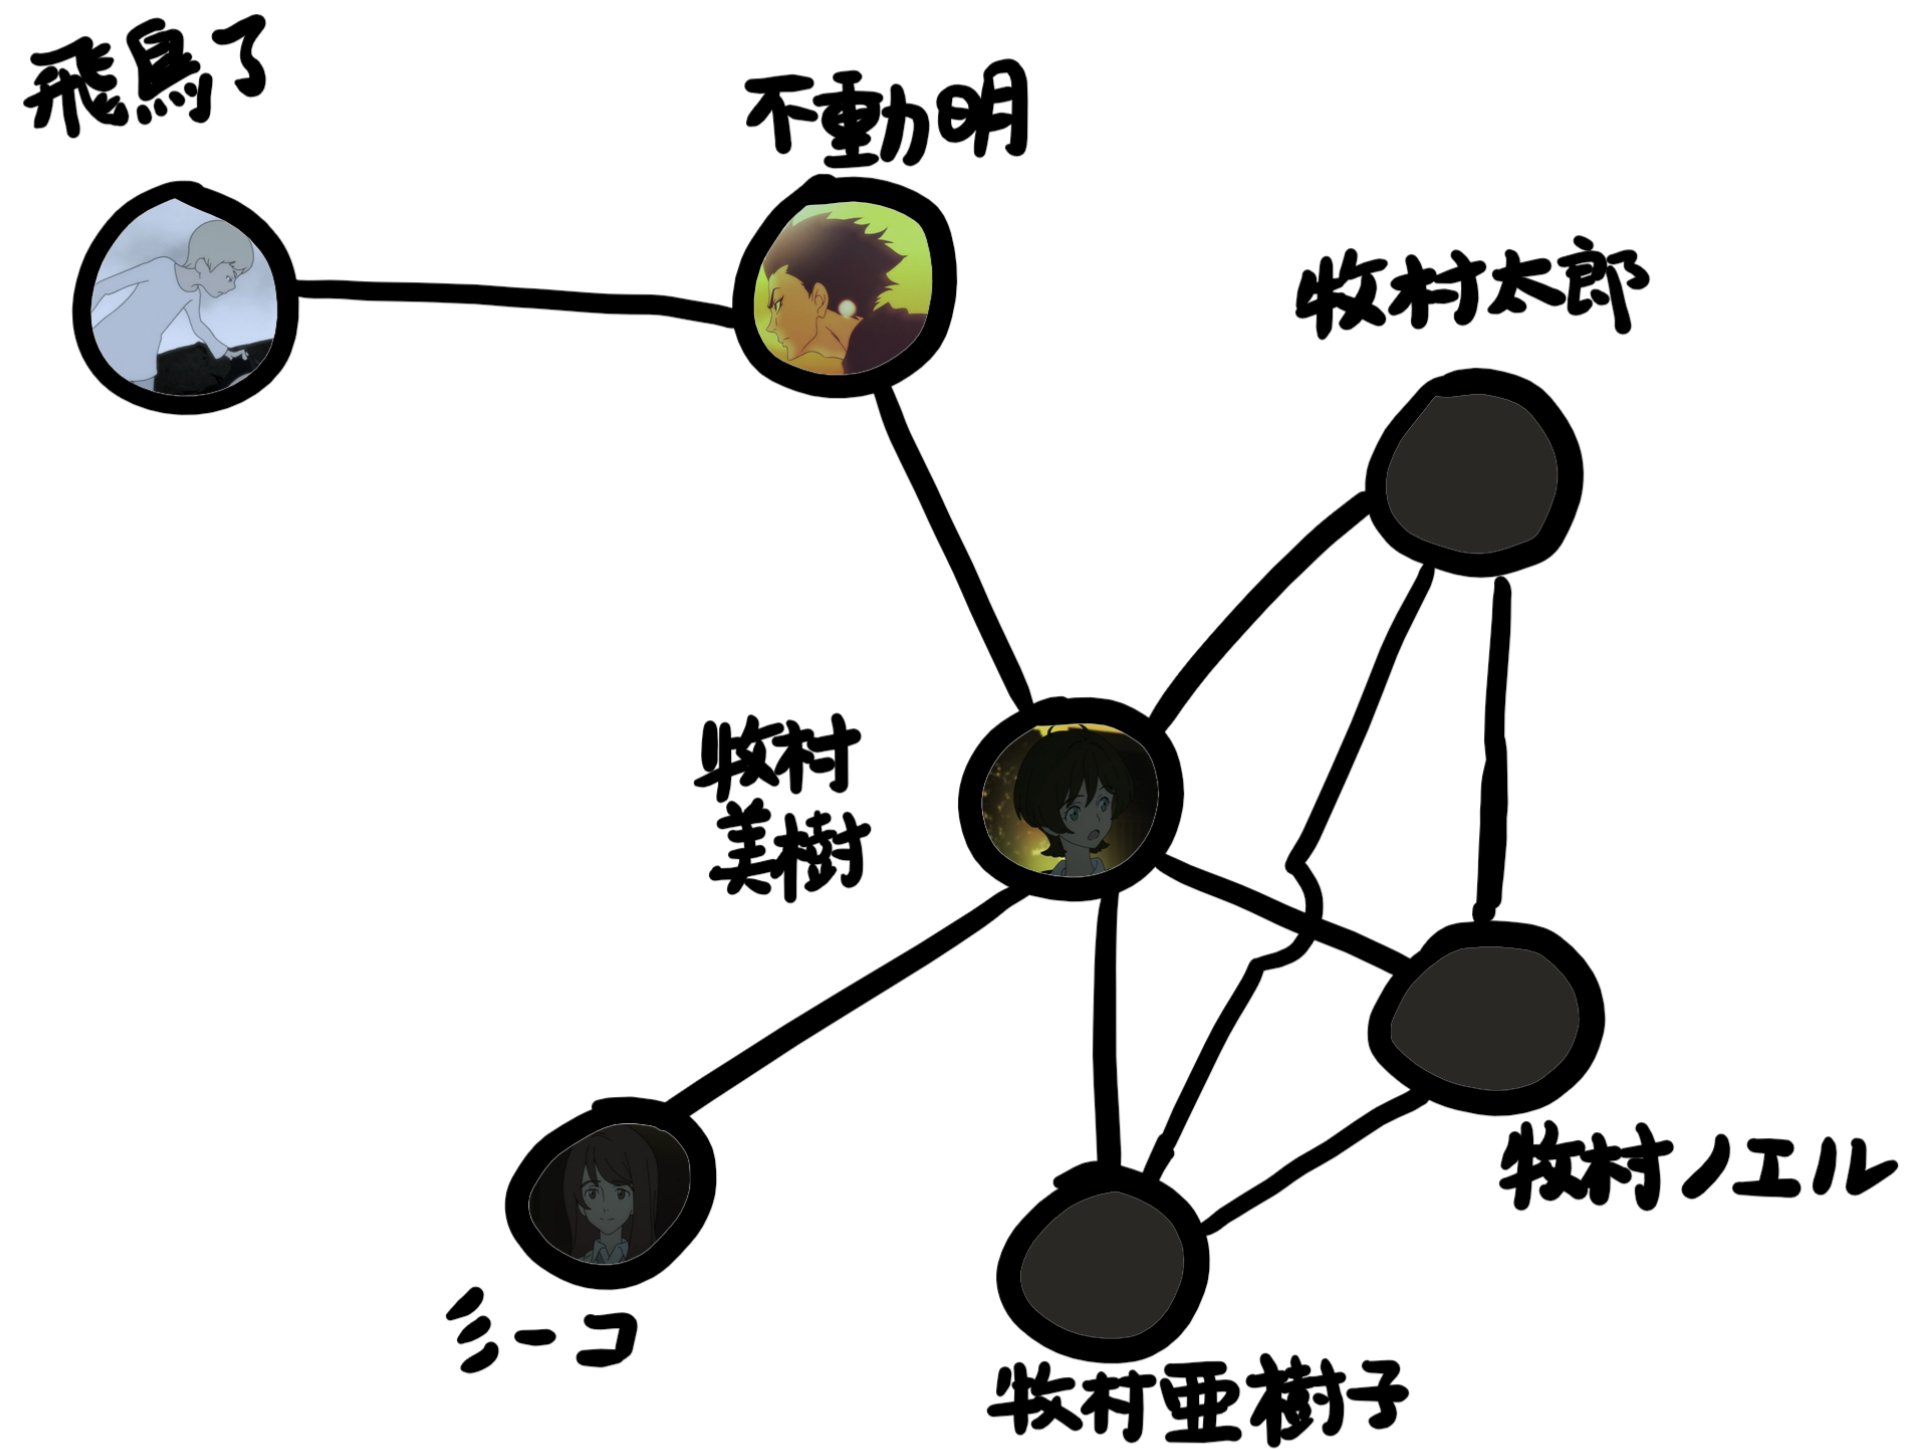 飛鳥了
不動明
牧村太郎
牧村
美樹
牧村ノエル
ミーコ
牧村亜樹子